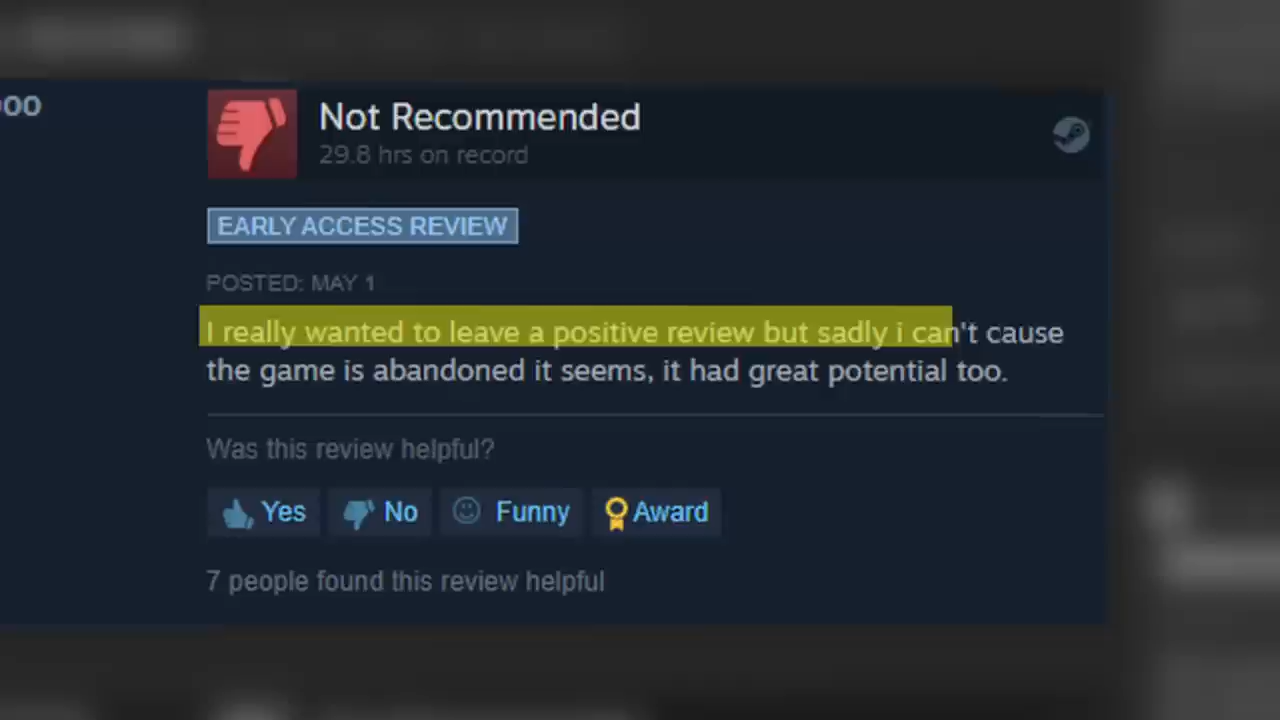 Not Recommended
29.8 hrs on record
EARLY ACCESS REVIEW
POSTED: MAY 1
I really wanted to leave a positive review but sadly i can't cause
the game is abandoned it seems, it had great potential too.
Was this review helpful?
Yes No Funny Award
7 people found this review helpful